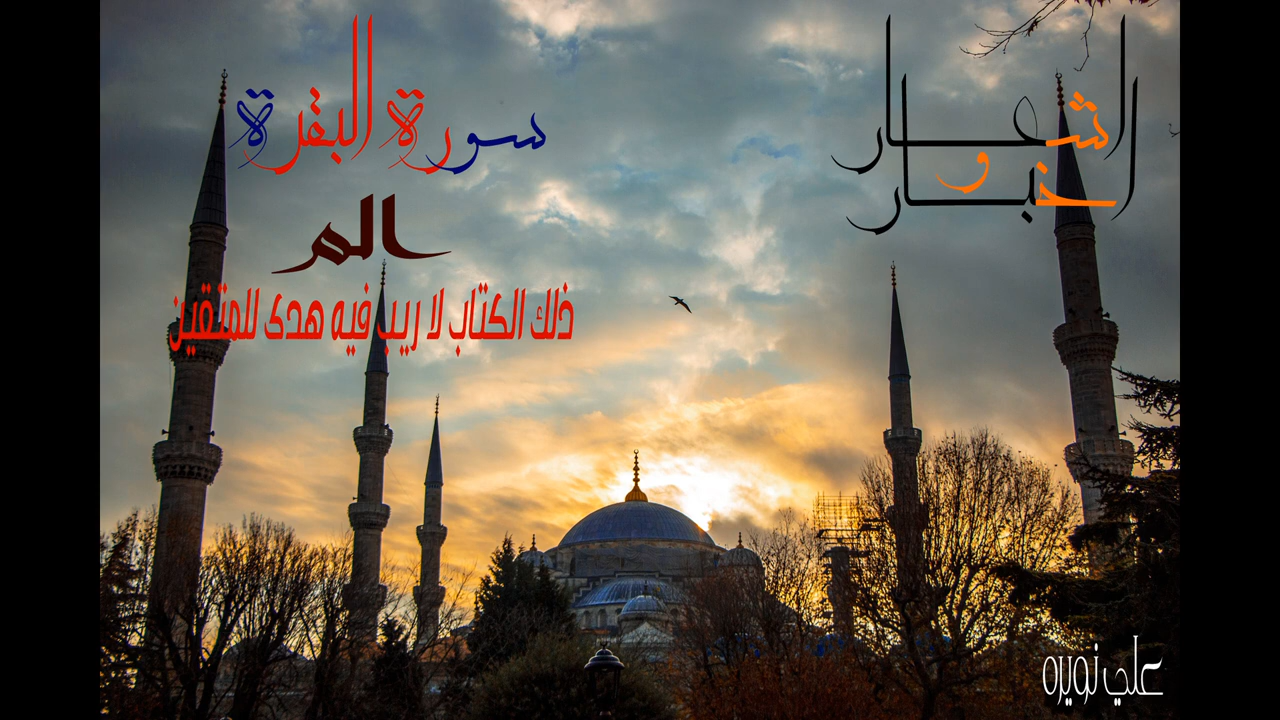 سورة البقرة
الم
ذلك الكتاب لا ريب فيه هدى للمتقين
اشعار
و
اخبار
علي نويره